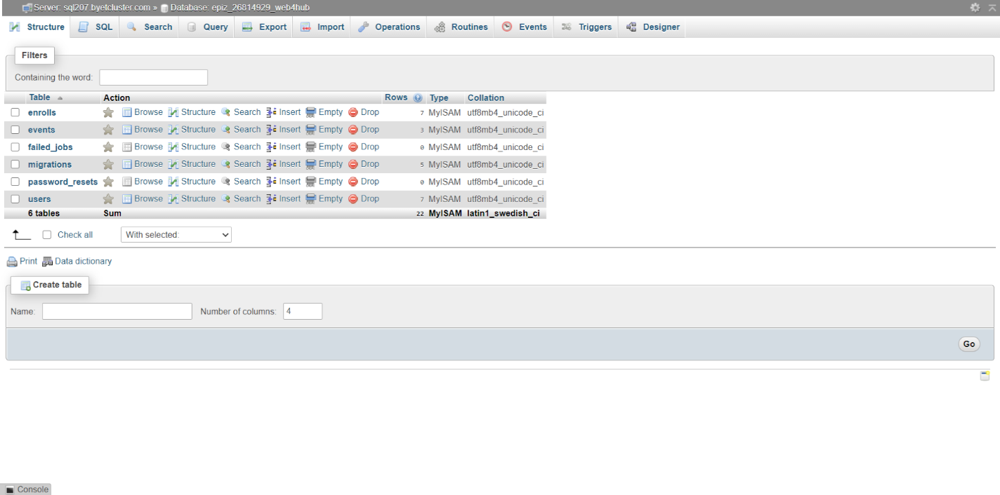 Server: sql207.byetcluster.com » Database: epiz_26814929_web4hub
Structure SQL Search Query Export Import Operations Routines Events Triggers Designer
Filters
Containing the word:
Table Action Rows Type Collation
enrolls Browse Structure Search Insert Empty Drop 7 MyISAM utf8mb4_unicode_ci
events Browse Structure Search Insert Empty Drop 3 MyISAM utf8mb4_unicode_ci
failed_jobs Browse Structure Search Insert Empty Drop 0 MyISAM utf8mb4_unicode_ci
migrations Browse Structure Search Insert Empty Drop 5 MyISAM utf8mb4_unicode_ci
password_resets Browse Structure Search Insert Empty Drop 0 MyISAM utf8mb4_unicode_ci
users Browse Structure Search Insert Empty Drop 7 MyISAM utf8mb4_unicode_ci
6 tables Sum 22 MyISAM latin1_swedish_ci
Check all With selected:
Print Data dictionary
Create table
Name: Number of columns: 4
Go
Console